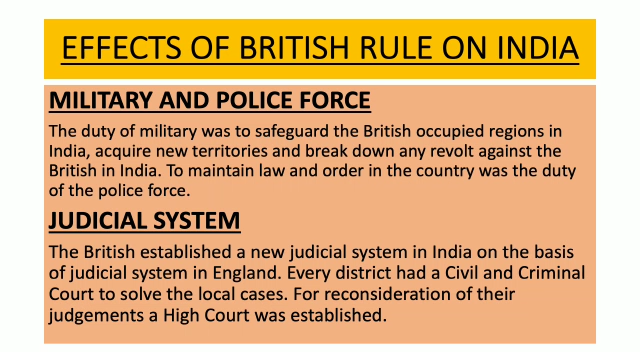 EFFECTS OF BRITISH RULE ON INDIA
MILITARY AND POLICE FORCE
The duty of military was to safeguard the British occupied regions in
India, acquire new territories and break down any revolt against the
British in India. To maintain law and order in the country was the duty
of the police force.
JUDICIAL SYSTEM
The British established a new judicial system in India on the basis
of judicial system in England. Every district had a Civil and Criminal
Court to solve the local cases. For reconsideration of their
judgements a High Court was established.